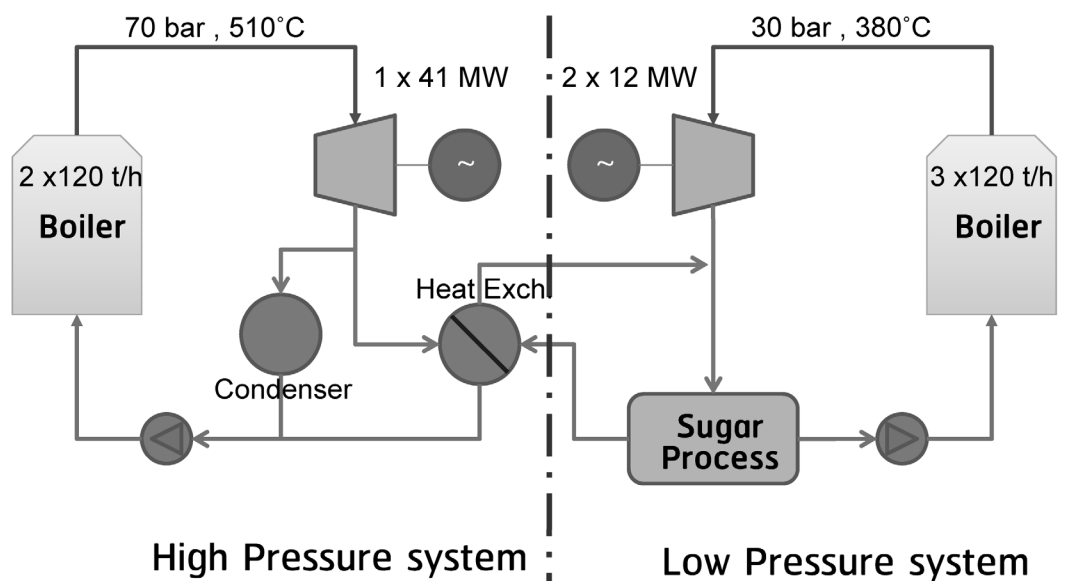 70 bar , 510°C
30 bar , 380°C
1 x 41 MW
2 x 12 MW
~
~
2 x120 t/h
Boiler
3 x120 t/h
Boiler
Heat Exch
Condenser
Sugar
Process
High Pressure system
Low Pressure system